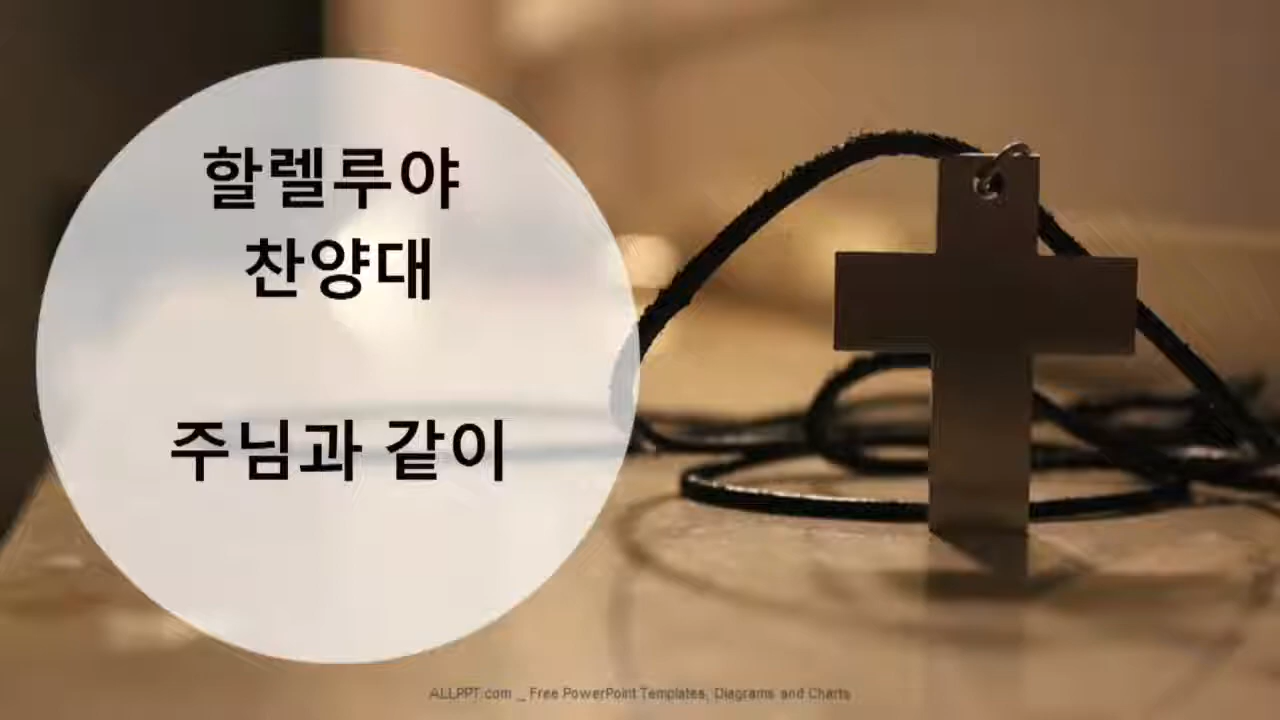 할렐루야
찬양대
주님과 같이
ALLPPT.com _ Free PowerPoint Templates, Diagrams and Charts